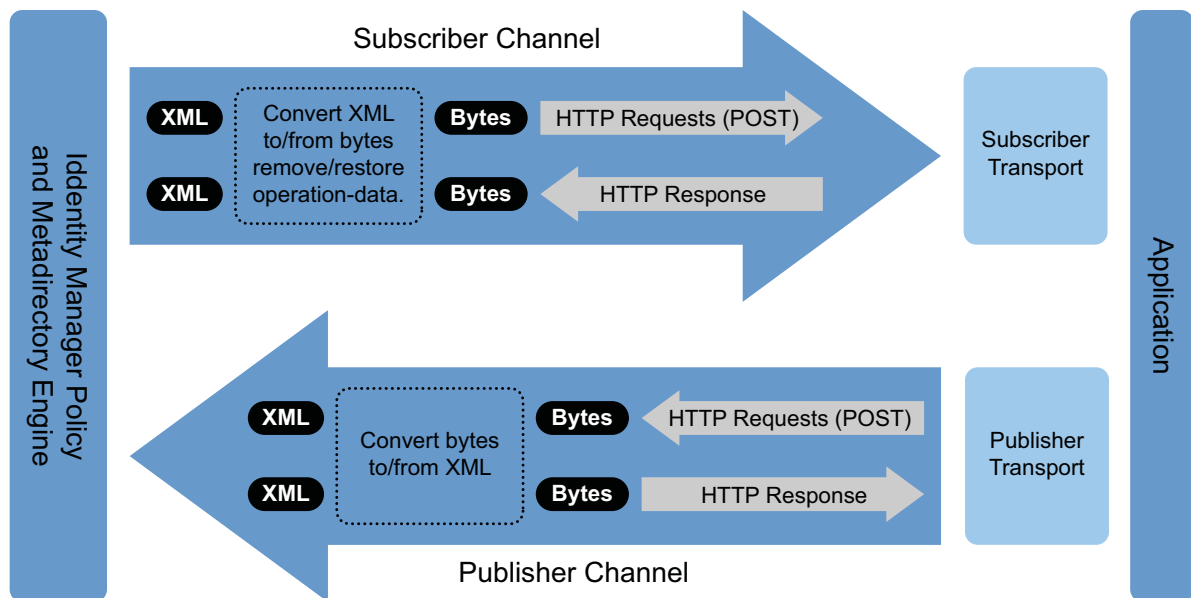 Iddentity Manager Policy
and Metadirectory Engine
Subscriber Channel
XML
Convert XML
to/from bytes
remove/restore
operation-data.
Bytes
HTTP Requests (POST)
XML
Bytes
HTTP Response
Subscriber
Transport
Application
XML
Convert bytes
to/from XML
Bytes
HTTP Requests (POST)
XML
Bytes
HTTP Response
Publisher
Transport
Publisher Channel